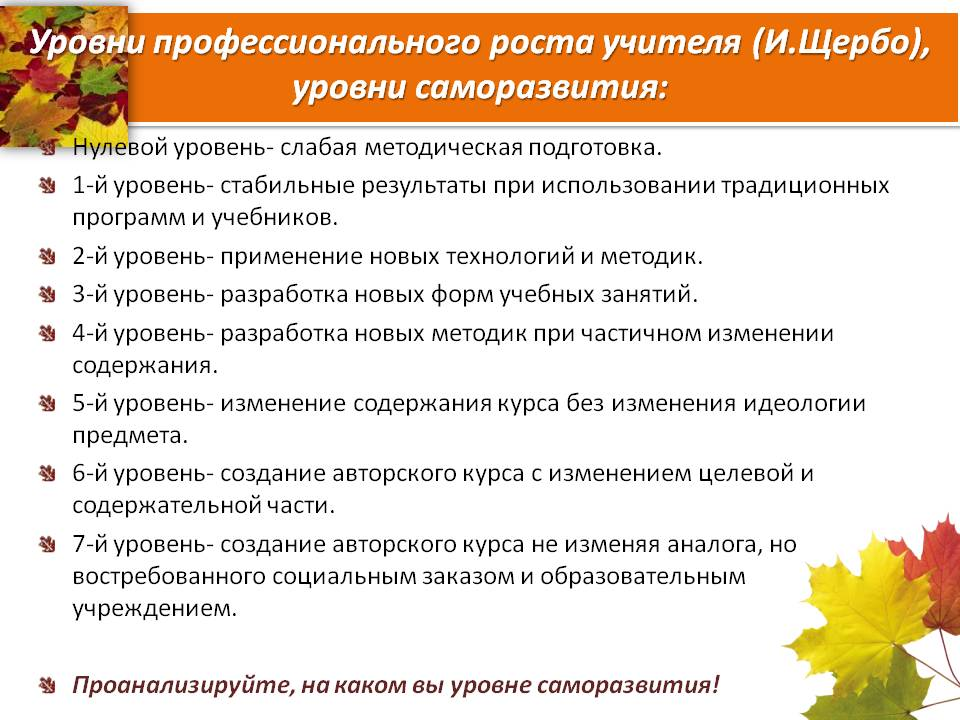 Уровни профессионального роста учителя (И.Щербо),
уровни саморазвития:
Нулевой уровень- слабая методическая подготовка.
1-й уровень- стабильные результаты при использовании традиционных
программ и учебников.
2-й уровень- применение новых технологий и методик.
3-й уровень- разработка новых форм учебных занятий.
4-й уровень- разработка новых методик при частичном изменении
содержания.
5-й уровень- изменение содержания курса без изменения идеологии
предмета.
6-й уровень- создание авторского курса с изменением целевой и
содержательной части.
7-й уровень- создание авторского курса не изменяя аналога, но
востребованного социальным заказом и образовательным
учреждением.
Проанализируйте, на каком вы уровне саморазвития!